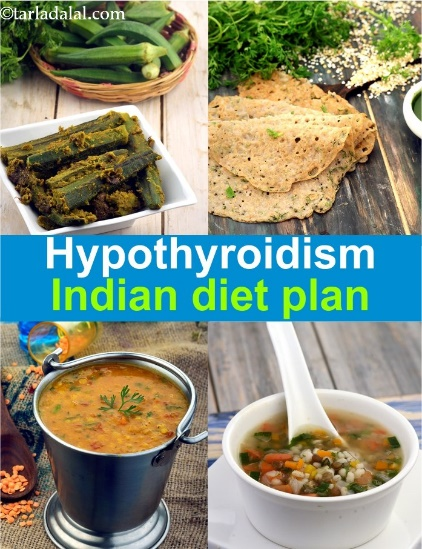 ©tarladalal.com
Hypothyroidism
Indian diet plan